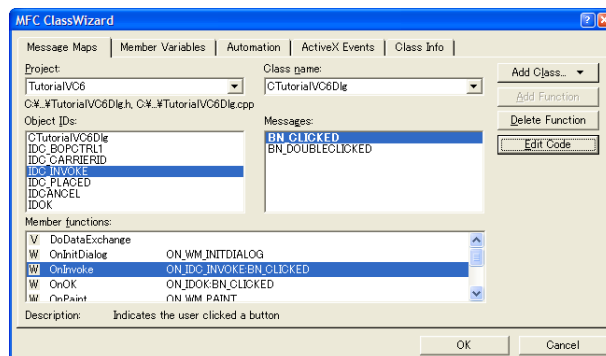 MFC ClassWizard
Message Maps Member Variables Automation ActiveX Events Class Info
Project:
TutorialVC6
Class name:
CTutorialVC6Dlg
C:¥..¥TutorialVC6Dlg.h, C:¥..¥TutorialVC6Dlg.cpp
Object IDs:
CTutorialVC6Dlg
IDC_BOPCTRL1
IDC_CARRIERID
IDC_INVOKE
IDC_PLACED
IDCANCEL
IDOK
Messages:
BN_CLICKED
BN_DOUBLECLICKED
Add Class...
Add Function
Delete Function
Edit Code
Member functions:
V DoDataExchange
W OnInitDialog ON_WM_INITDIALOG
W OnInvoke ON_IDC_INVOKE:BN_CLICKED
W OnOK ON_IDOK:BN_CLICKED
W OnPaint ON_WM_PAINT
Description: Indicates the user clicked a button
OK Cancel